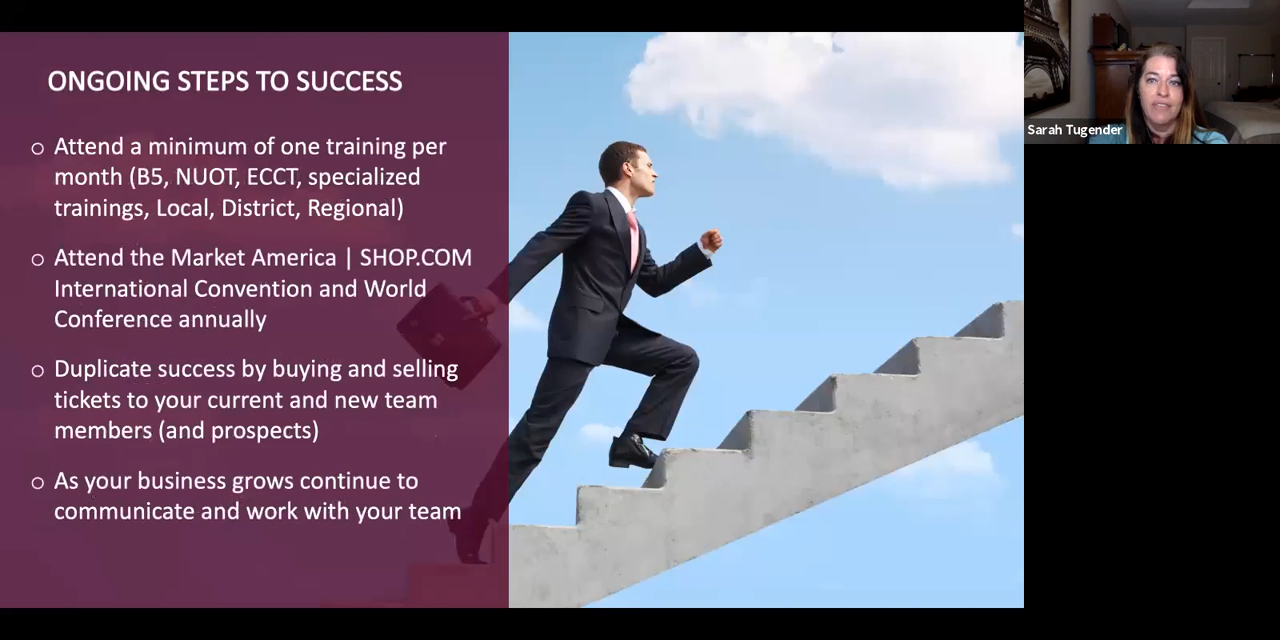 ONGOING STEPS TO SUCCESS
Attend a minimum of one training per
month (B5, NUOT, ECCT, specialized
trainings, Local, District, Regional)
Attend the Market America | SHOP.COM
International Convention and World
Conference annually
Duplicate success by buying and selling
tickets to your current and new team
members (and prospects)
As your business grows continue to
communicate and work with your team
Sarah Tugender